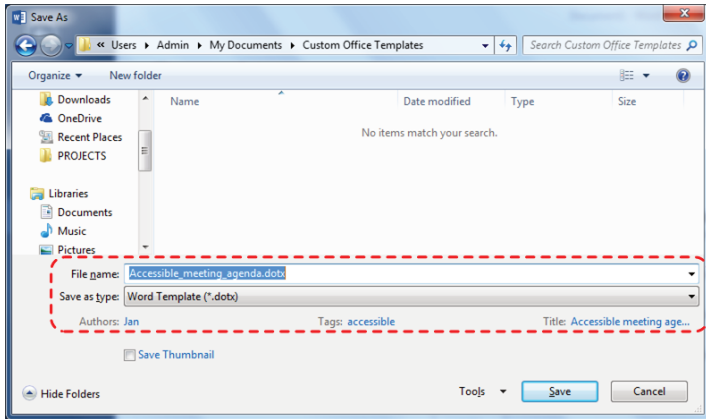 Save As
« Users ▸ Admin ▸ My Documents ▸ Custom Office Templates
Search Custom Office Templates
Organize ▾ New folder
Downloads
OneDrive
Recent Places
PROJECTS
Libraries
Documents
Music
Pictures
Name Date modified Type Size
No items match your search.
File name: Accessible_meeting_agenda.dotx
Save as type: Word Template (*.dotx)
Authors: Jan Tags: accessible Title: Accessible meeting age...
Save Thumbnail
Hide Folders Tools ▾ Save Cancel